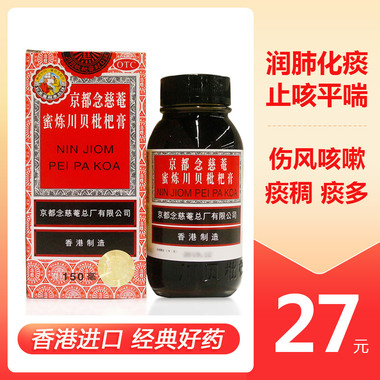 OTC
京都念慈菴
蜜炼川贝枇杷膏
NIN JIOM
PEI PA KOA
京都念慈菴总厂有限公司
香港制造
150毫
京都念慈菴
蜜炼川贝枇杷膏
NIN JIOM PEI PA KOA
京都念慈菴总厂有限公司
香港制造
润肺化痰
止咳平喘
伤风咳嗽
痰稠 痰多
香港进口 经典好药
27元